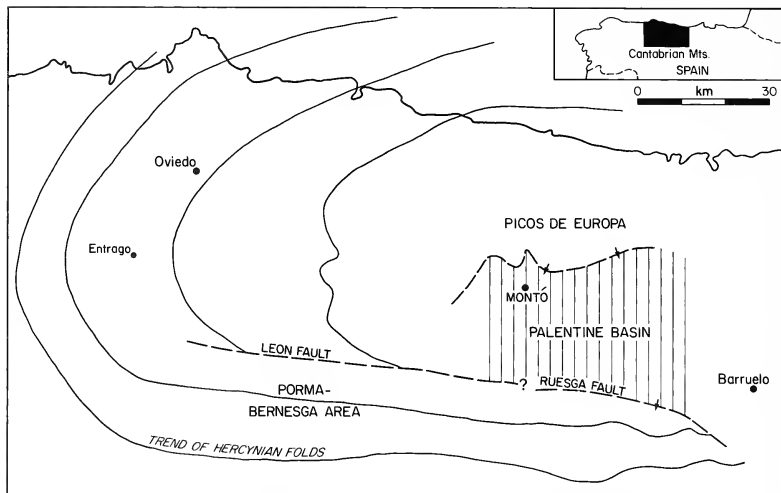 Cantabrian Mts.
SPAIN
0 km 30
Oviedo
Entrago
PICOS DE EUROPA
MONTÓ
PALENTINE BASIN
LEON FAULT
? RUESGA FAULT
Barruelo
PORMA-
BERNESGA AREA
TREND OF HERCYNIAN FOLDS